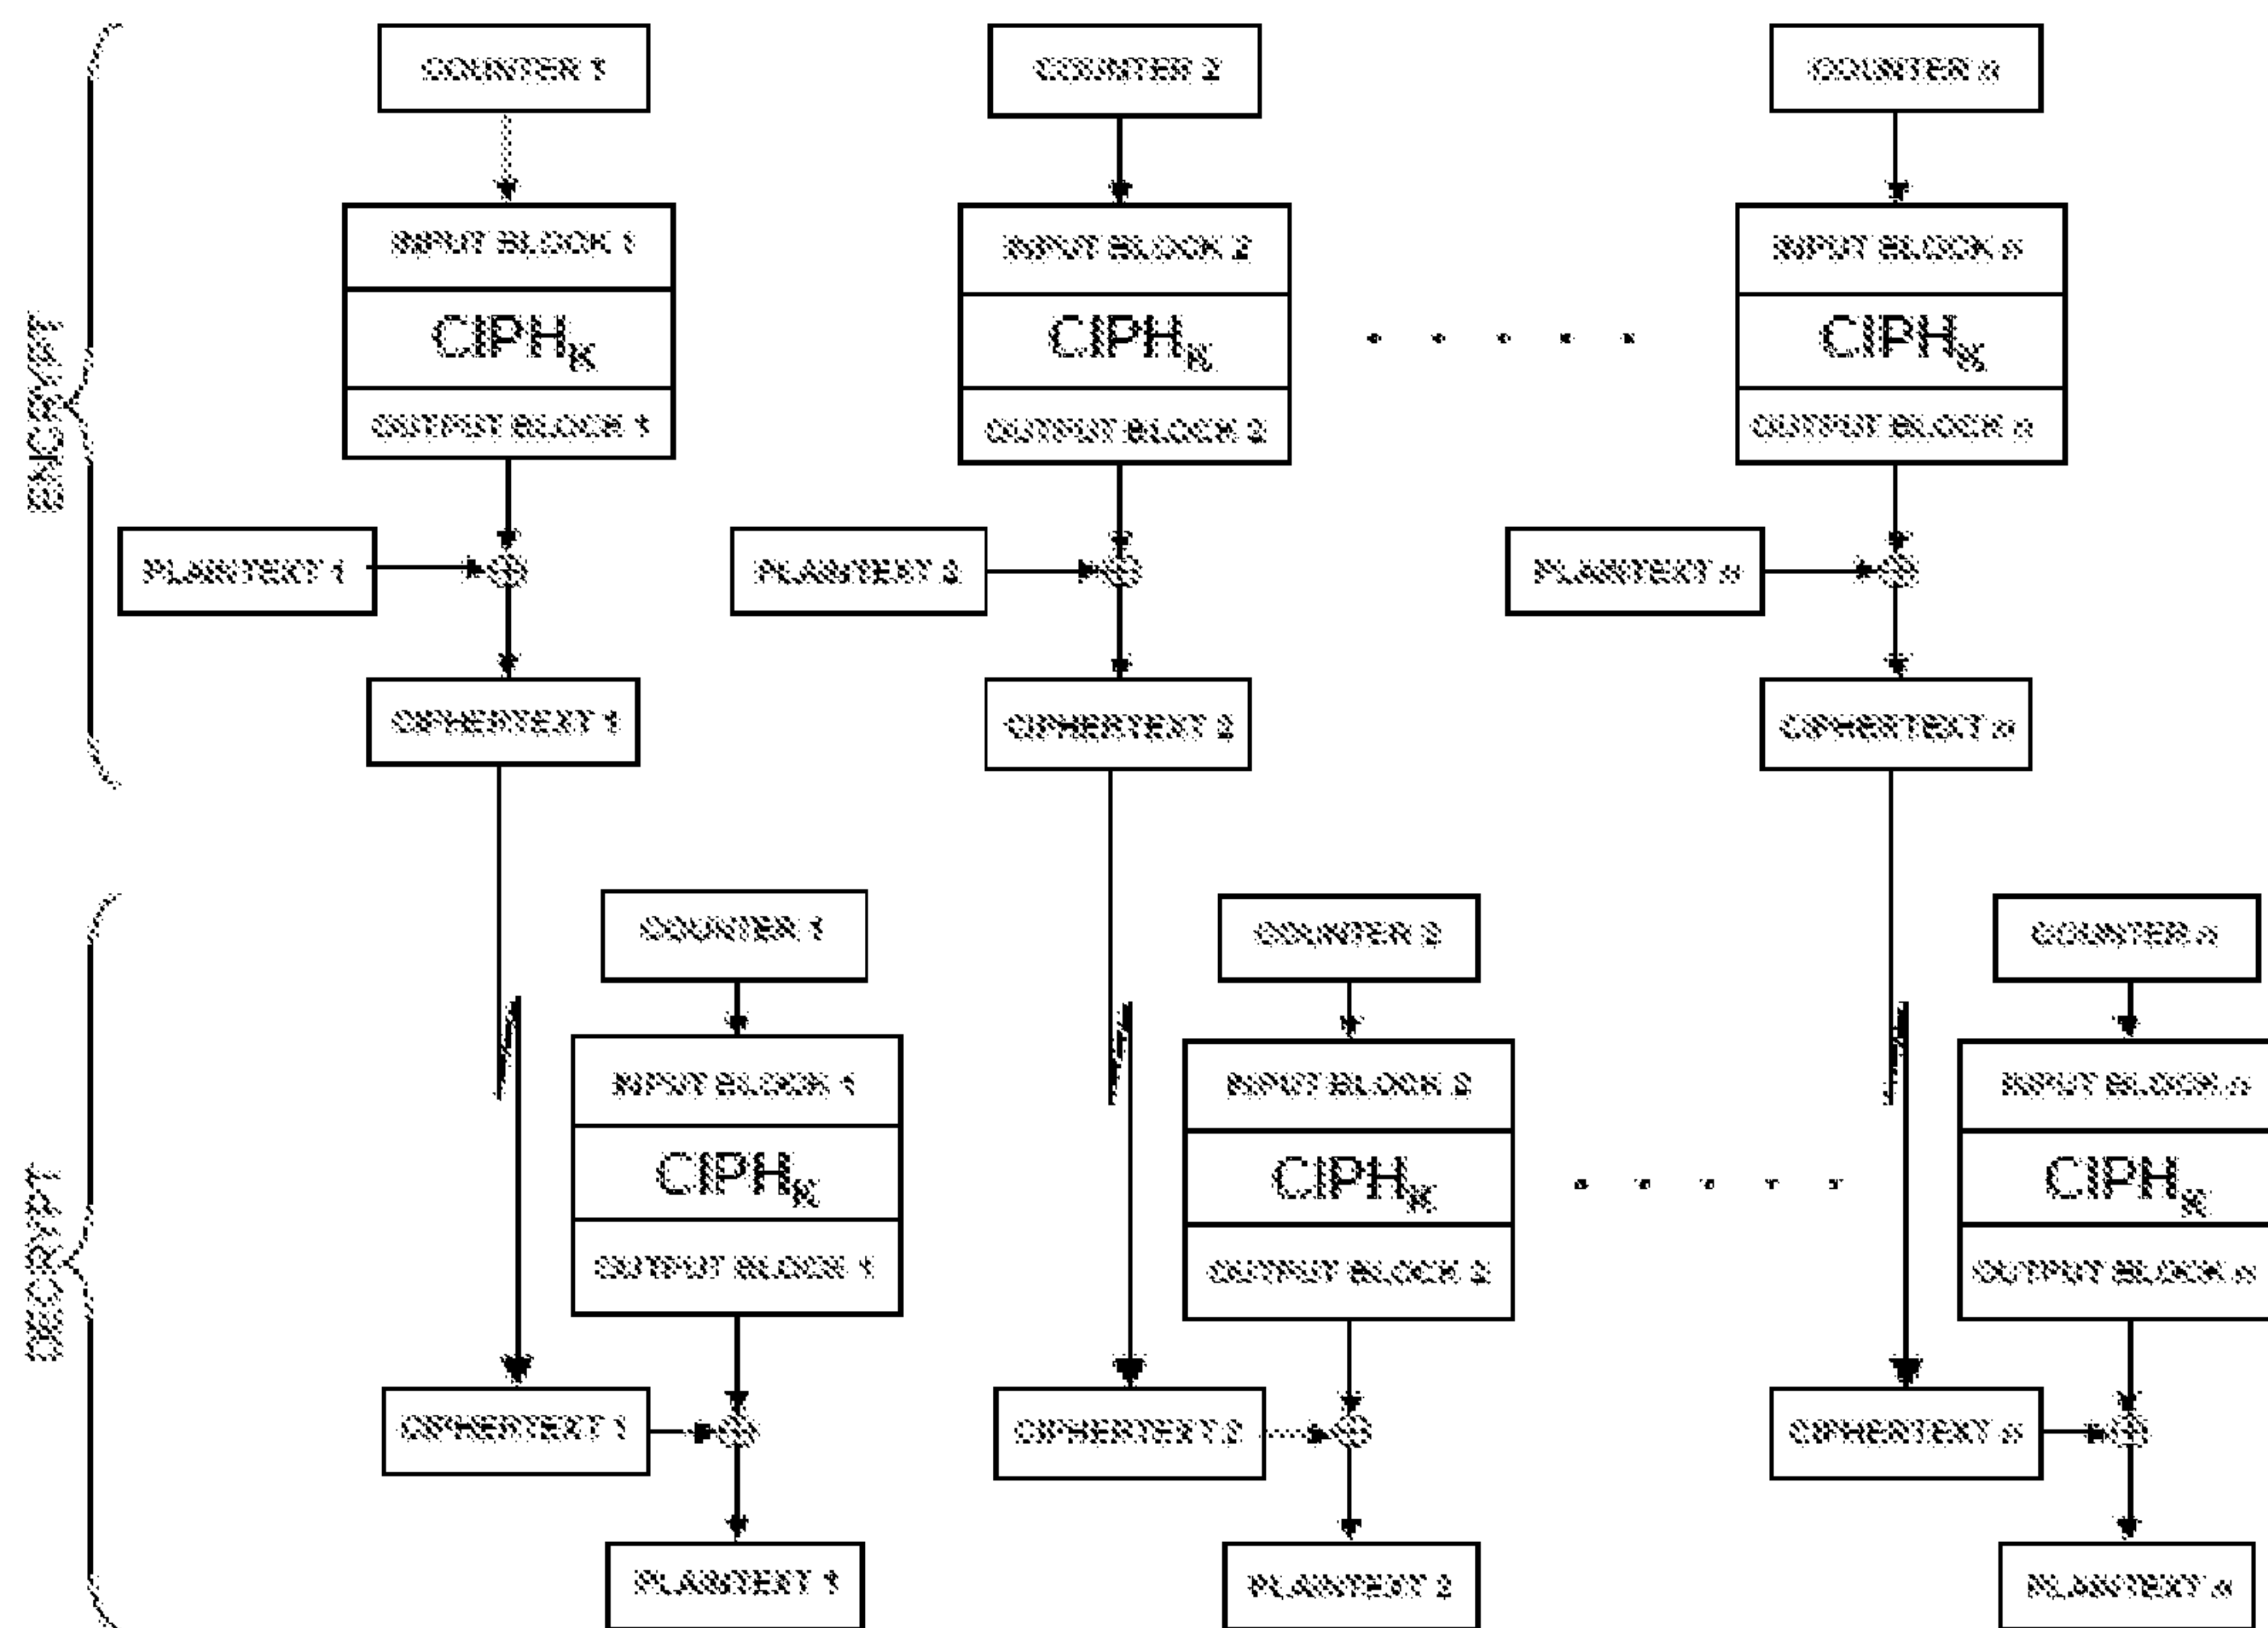 ENCRYPT
COUNTER 1
COUNTER 2
COUNTER n
INPUT BLOCK 1
INPUT BLOCK 2
INPUT BLOCK n
CIPHK
CIPHK
CIPHK
OUTPUT BLOCK 1
OUTPUT BLOCK 2
OUTPUT BLOCK n
PLAINTEXT 1
PLAINTEXT 2
PLAINTEXT n
CIPHERTEXT 1
CIPHERTEXT 2
CIPHERTEXT n
DECRYPT
COUNTER 1
COUNTER 2
COUNTER n
INPUT BLOCK 1
INPUT BLOCK 2
INPUT BLOCK n
CIPHK
CIPHK
CIPHK
OUTPUT BLOCK 1
OUTPUT BLOCK 2
OUTPUT BLOCK n
CIPHERTEXT 1
CIPHERTEXT 2
CIPHERTEXT n
PLAINTEXT 1
PLAINTEXT 2
PLAINTEXT n